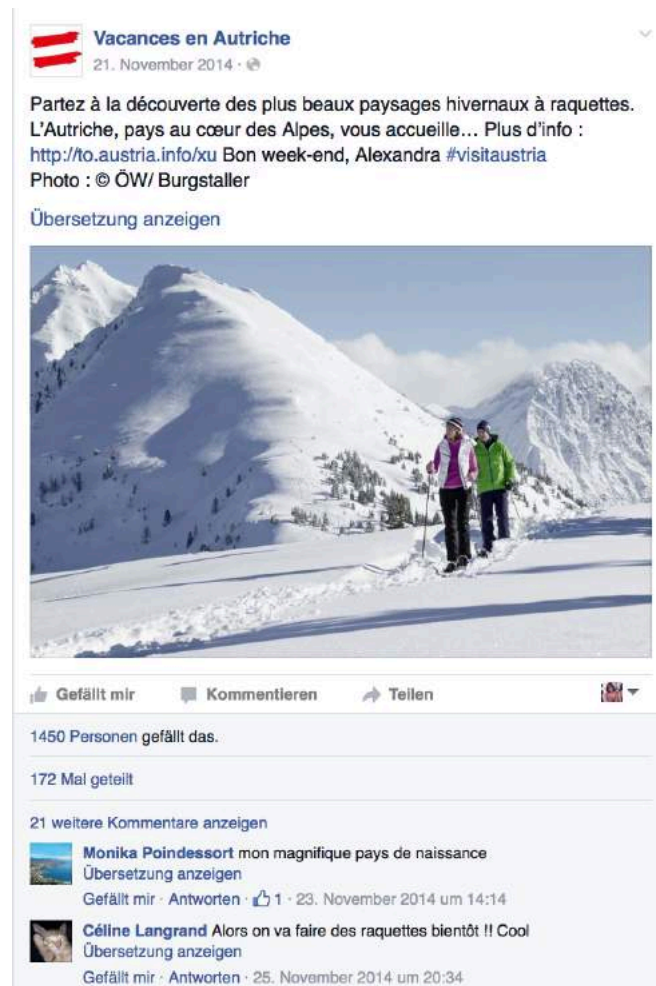 Vacances en Autriche
21. November 2014 ·
Partez à la découverte des plus beaux paysages hivernaux à raquettes.
L'Autriche, pays au cœur des Alpes, vous accueille… Plus d'info :
http://to.austria.info/xu Bon week-end, Alexandra #visitaustria
Photo : © ÖW/ Burgstaller
Übersetzung anzeigen
Gefällt mir Kommentieren Teilen
1450 Personen gefällt das.
172 Mal geteilt
21 weitere Kommentare anzeigen
Monika Poindessort mon magnifique pays de naissance
Übersetzung anzeigen
Gefällt mir · Antworten · 1 · 23. November 2014 um 14:14
Céline Langrand Alors on va faire des raquettes bientôt !! Cool
Übersetzung anzeigen
Gefällt mir · Antworten · 25. November 2014 um 20:34